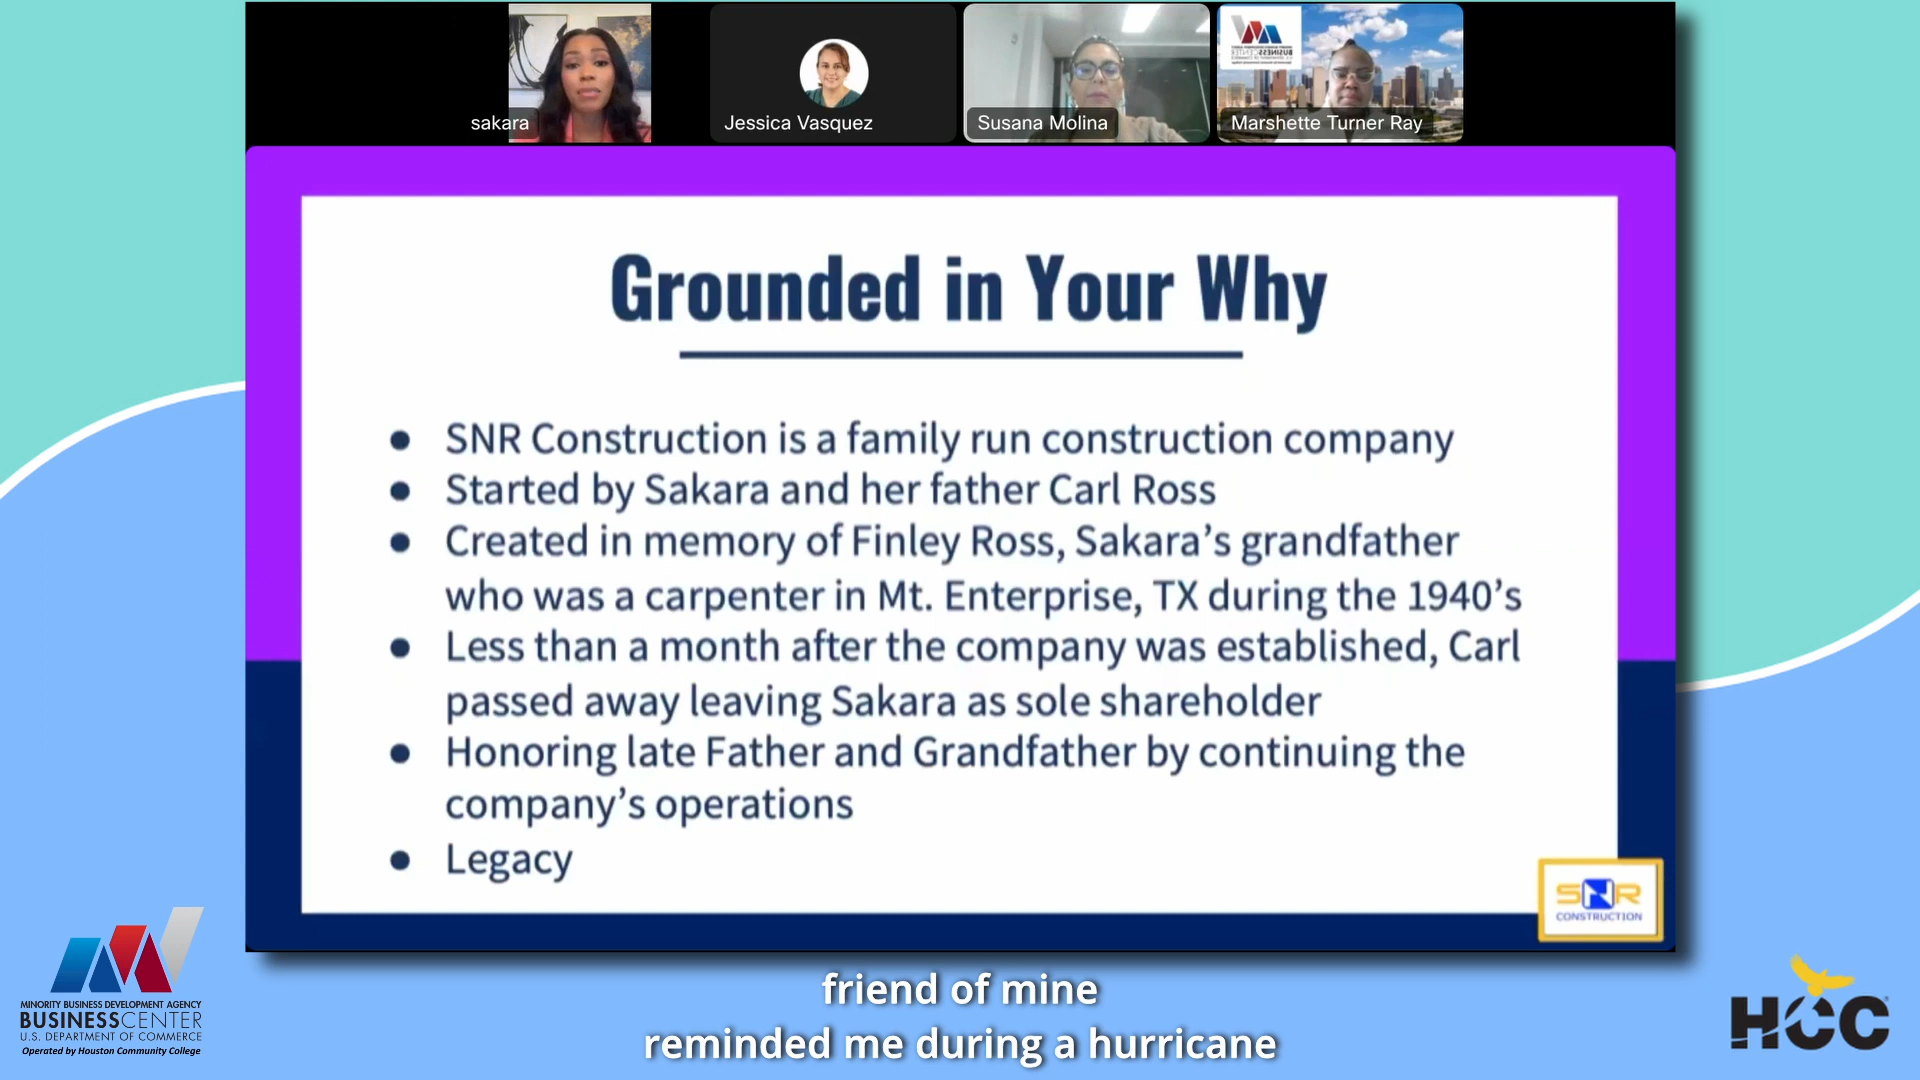 sakara
Jessica Vasquez
Susana Molina
Marshette Turner Ray
Grounded in Your Why
● SNR Construction is a family run construction company
● Started by Sakara and her father Carl Ross
● Created in memory of Finley Ross, Sakara’s grandfather
who was a carpenter in Mt. Enterprise, TX during the 1940’s
● Less than a month after the company was established, Carl
passed away leaving Sakara as sole shareholder
● Honoring late Father and Grandfather by continuing the
company’s operations
● Legacy
SNR
CONSTRUCTION
MINORITY BUSINESS DEVELOPMENT AGENCY
BUSINESSCENTER
U.S. DEPARTMENT OF COMMERCE
Operated by Houston Community College
friend of mine
reminded me during a hurricane
HCC